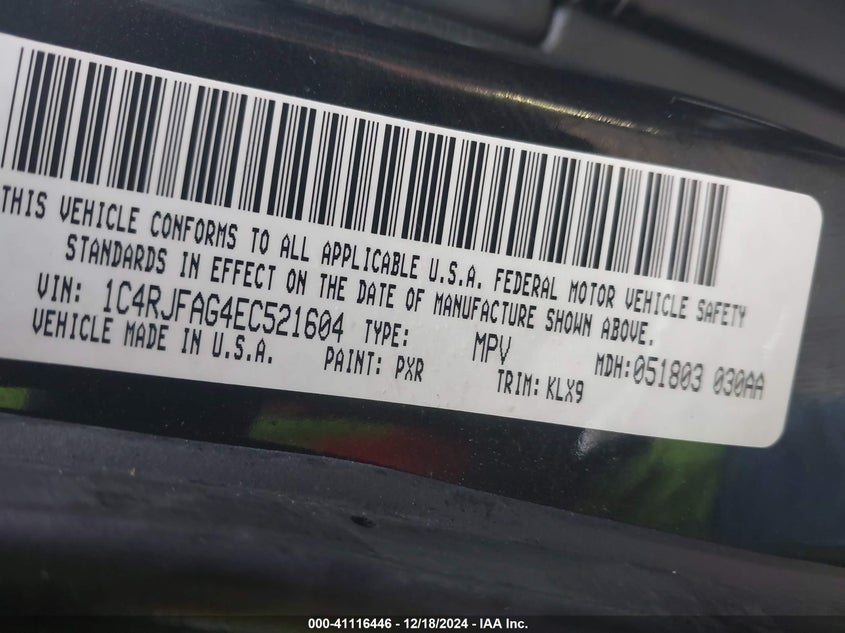 THIS VEHICLE CONFORMS TO ALL APPLICABLE U.S.A. FEDERAL MOTOR VEHICLE SAFETY
STANDARDS IN EFFECT ON THE DATE OF MANUFACTURE SHOWN ABOVE.
VIN: 1C4RJFAG4EC521604 TYPE: MPV MDH: 051803 030AA
VEHICLE MADE IN U.S.A. PAINT: PXR TRIM: KLX9
000-41116446 - 12/18/2024 - IAA Inc.